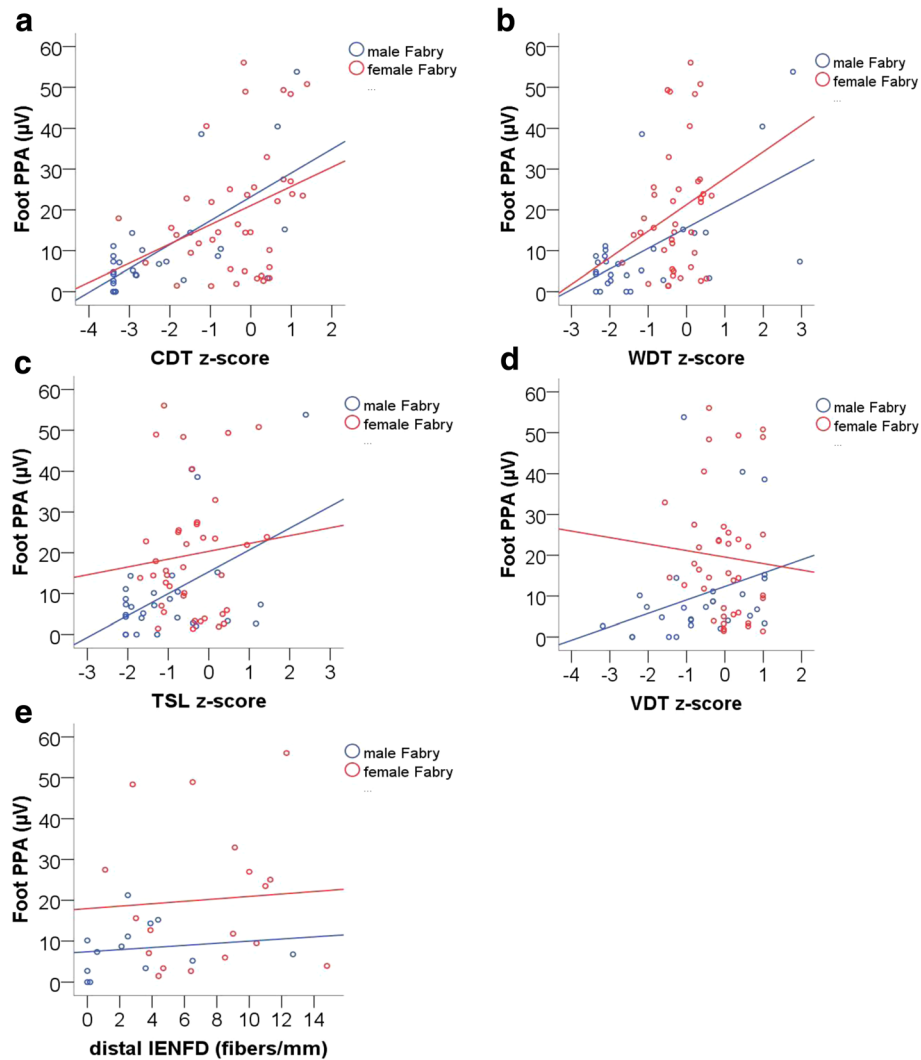 a
60
50
40
30
20
10
0
Foot PPA (µV)
-4 -3 -2 -1 0 1 2
CDT z-score
male Fabry
female Fabry
...
b
60
50
40
30
20
10
0
Foot PPA (µV)
-3 -2 -1 0 1 2 3
WDT z-score
male Fabry
female Fabry
...
c
60
50
40
30
20
10
0
Foot PPA (µV)
-3 -2 -1 0 1 2 3
TSL z-score
male Fabry
female Fabry
...
d
60
50
40
30
20
10
0
Foot PPA (µV)
-4 -3 -2 -1 0 1 2
VDT z-score
male Fabry
female Fabry
...
e
60
50
40
30
20
10
0
Foot PPA (µV)
0 2 4 6 8 10 12 14
distal IENFD (fibers/mm)
male Fabry
female Fabry
...